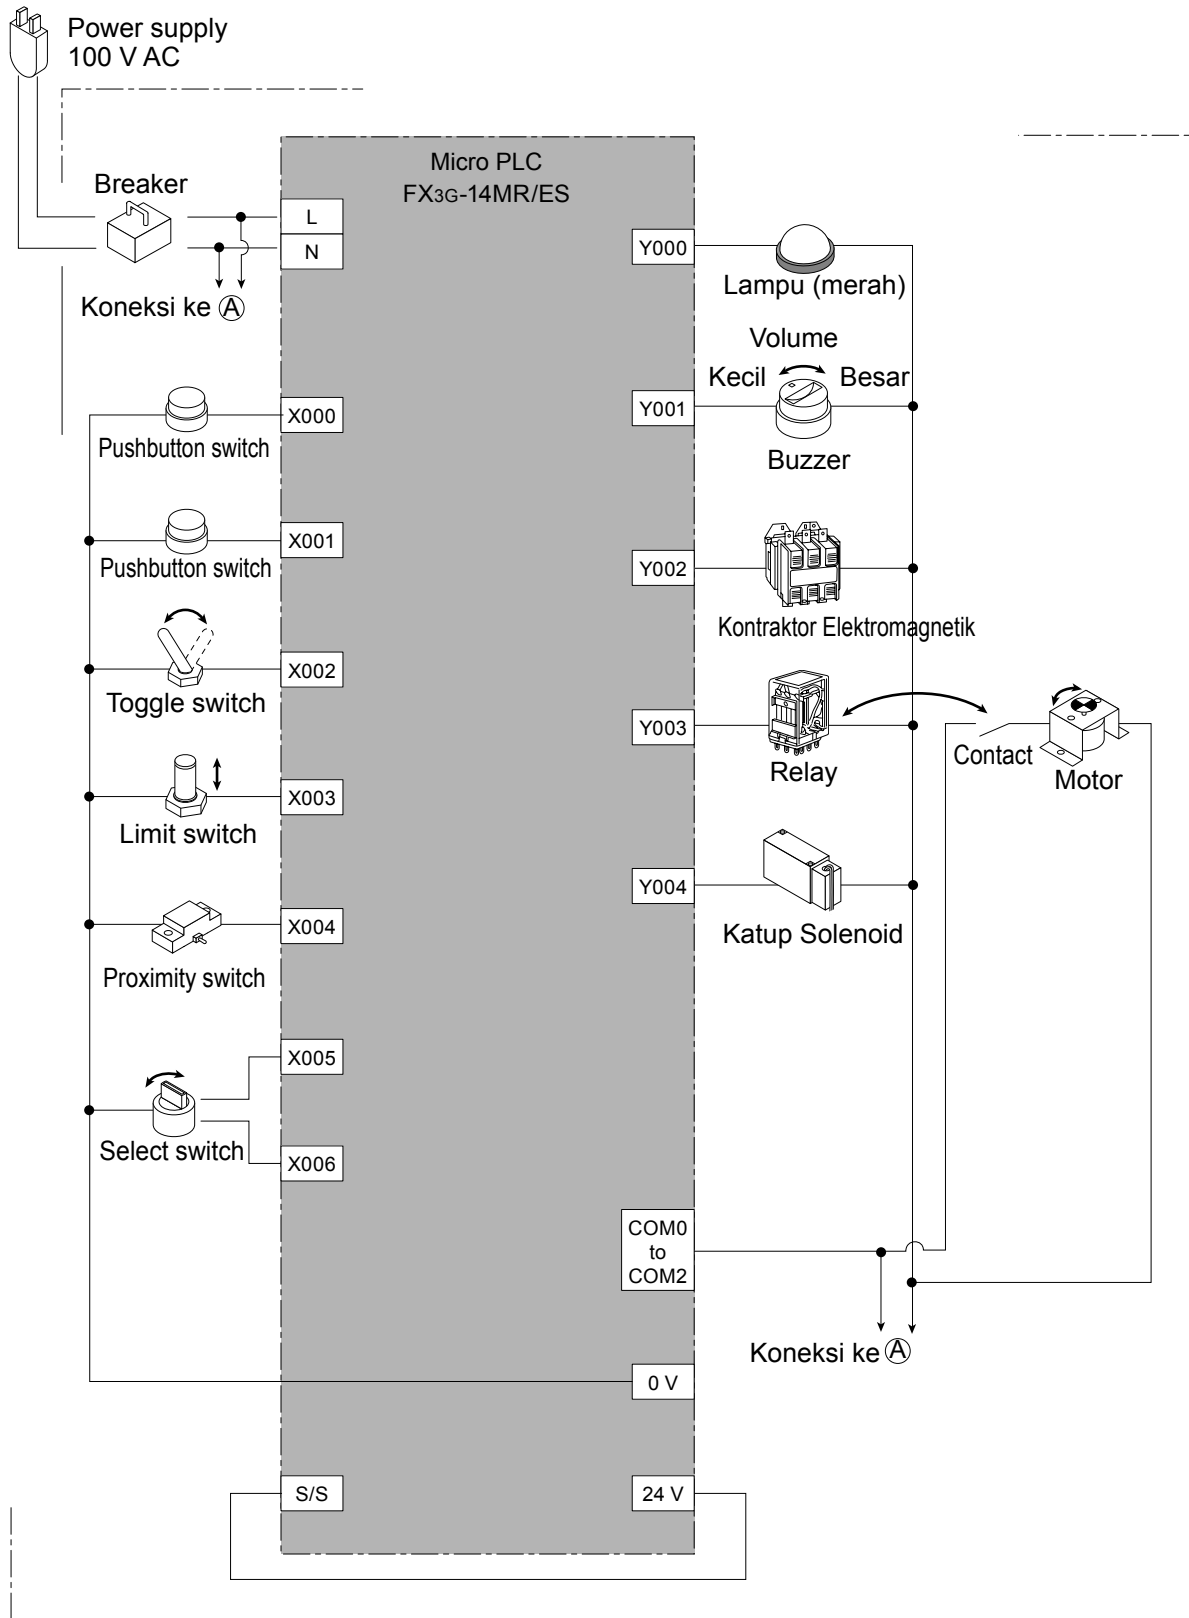 Power supply
100 V AC
Micro PLC
FX3G-14MR/ES
Breaker
L
N
Koneksi ke Ⓐ
Y000
Lampu (merah)
Volume
Kecil
Besar
Y001
Buzzer
X000
Pushbutton switch
X001
Pushbutton switch
Y002
Kontraktor Elektromagnetik
X002
Toggle switch
Y003
Relay
Contact
Motor
X003
Limit switch
Y004
Katup Solenoid
X004
Proximity switch
X005
Select switch
X006
COM0
to
COM2
Koneksi ke Ⓐ
0 V
S/S
24 V